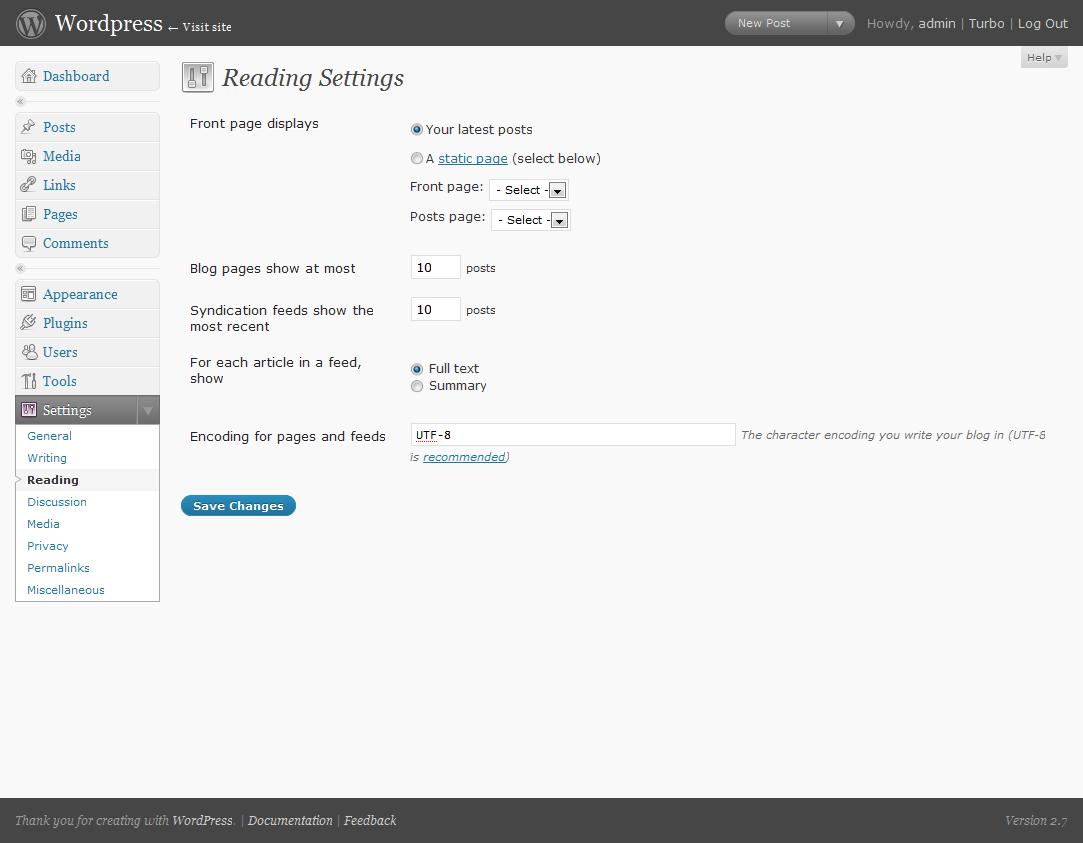 Wordpress ← Visit site
New Post
Howdy, admin | Turbo | Log Out
Help
Dashboard
Posts
Media
Links
Pages
Comments
Appearance
Plugins
Users
Tools
Settings
General
Writing
Reading
Discussion
Media
Privacy
Permalinks
Miscellaneous
Reading Settings
Front page displays
Your latest posts
A static page (select below)
Front page: - Select -
Posts page: - Select -
Blog pages show at most 10 posts
Syndication feeds show the
most recent
10 posts
For each article in a feed,
show
Full text
Summary
Encoding for pages and feeds UTF-8 The character encoding you write your blog in (UTF-8
is recommended)
Save Changes
Thank you for creating with WordPress. | Documentation | Feedback
Version 2.7